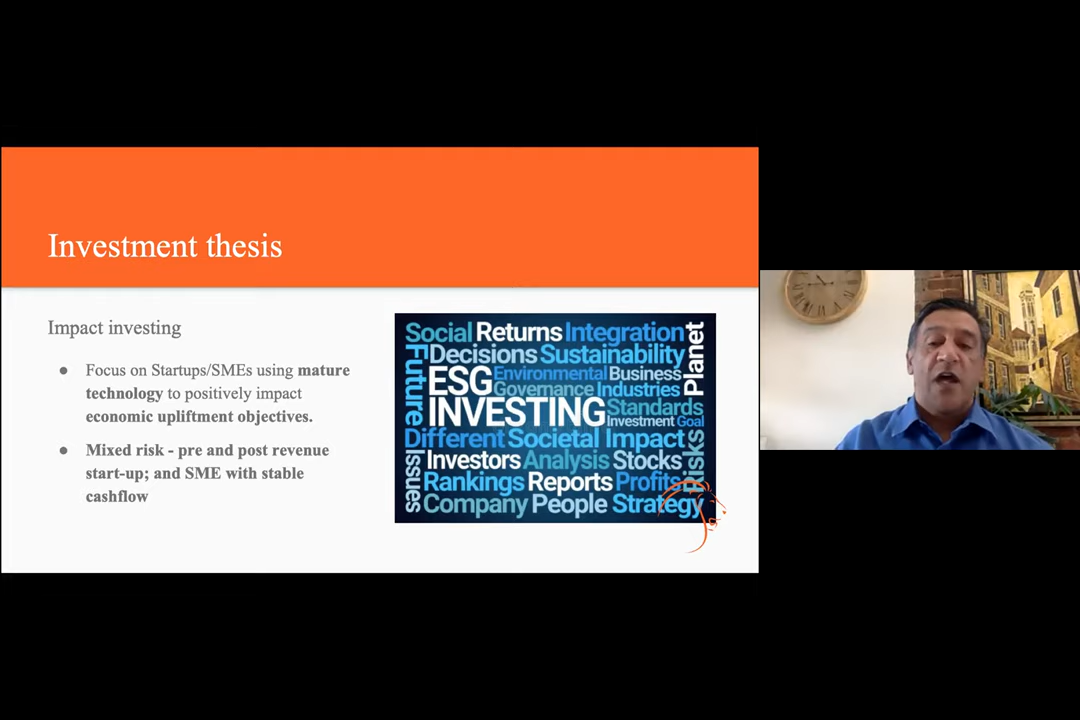 Investment thesis
Impact investing
● Focus on Startups/SMEs using mature
technology to positively impact
economic upliftment objectives.
● Mixed risk - pre and post revenue
start-up; and SME with stable
cashflow
Social Returns Integration
Planet
Future
Decisions Sustainability
ESG
Environmental Business
Governance Industries
INVESTING
Standards
Investment Goal
Different Societal Impact
Issues
Investors Analysis Stocks
Risks
Rankings Reports Profits
Company People Strategy